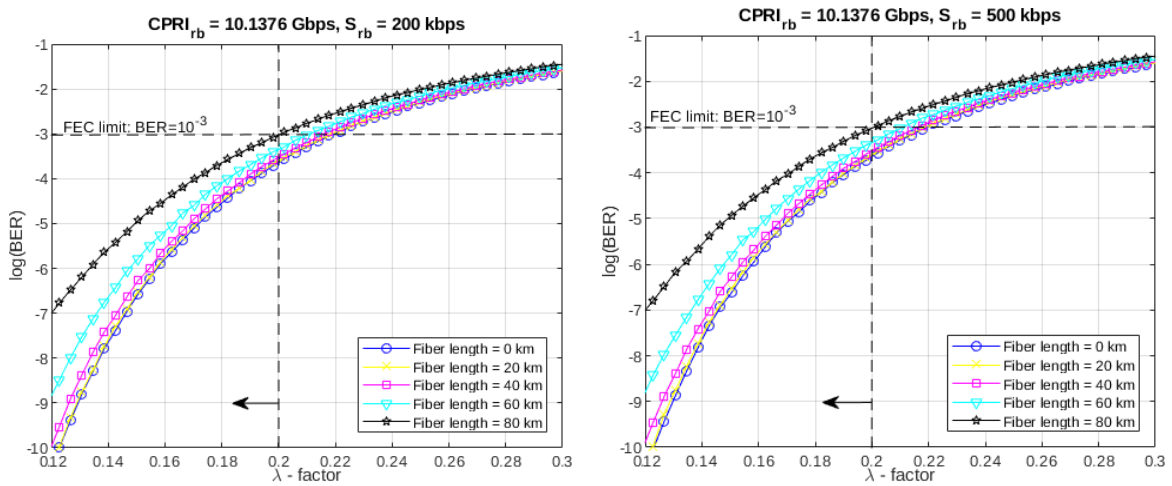 CPRI_rb = 10.1376 Gbps, S_rb = 200 kbps
-1
-2
-3
-4
-5
-6
-7
-8
-9
-10
log(BER)
FEC limit: BER=10^-3
Fiber length = 0 km
Fiber length = 20 km
Fiber length = 40 km
Fiber length = 60 km
Fiber length = 80 km
0.12 0.14 0.16 0.18 0.2 0.22 0.24 0.26 0.28 0.3
λ - factor
CPRI_rb = 10.1376 Gbps, S_rb = 500 kbps
-1
-2
-3
-4
-5
-6
-7
-8
-9
-10
log(BER)
FEC limit: BER=10^-3
Fiber length = 0 km
Fiber length = 20 km
Fiber length = 40 km
Fiber length = 60 km
Fiber length = 80 km
0.12 0.14 0.16 0.18 0.2 0.22 0.24 0.26 0.28 0.3
λ - factor